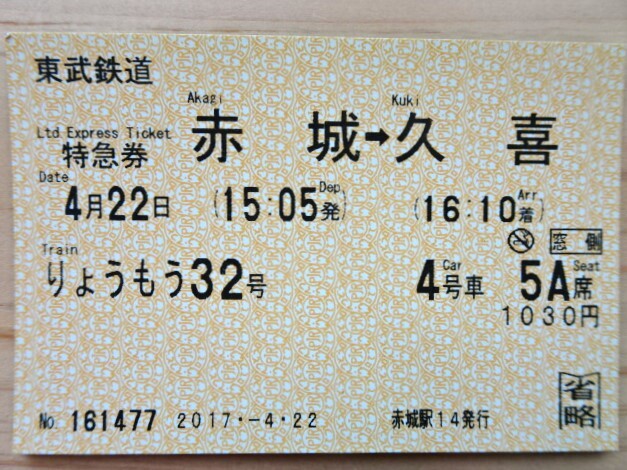 東武鉄道
Akagi Kuki
Ltd Express Ticket
特急券 赤城➡久喜
Date Dep Arr
4月22日 (15:05発) (16:10着)
窓側
Train Car Seat
りょうもう32号 4号車 5A席
1030円
省略
No. 161477 2017.-4.22 赤城駅14発行